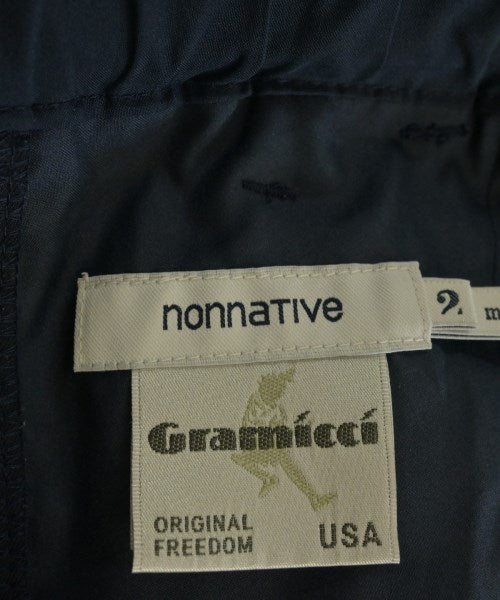 nonnative
2
m
Gramicci
ORIGINAL
FREEDOM
USA